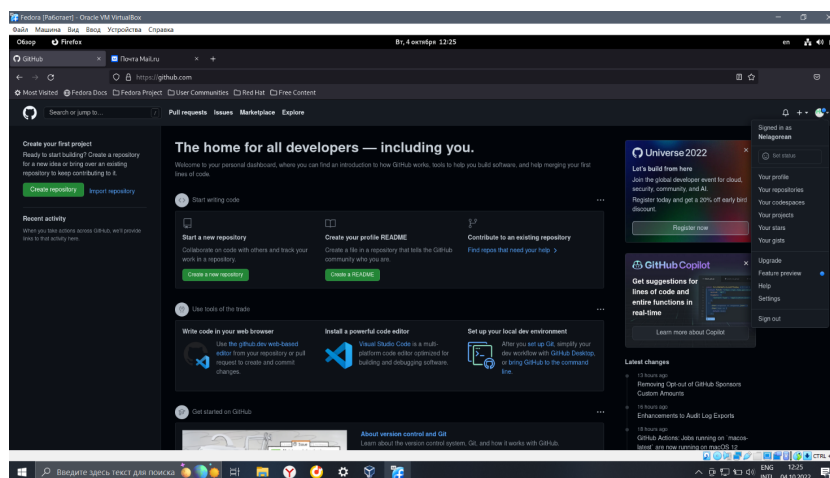 Fedora [Работает] - Oracle VM VirtualBox
Файл Машина Вид Ввод Устройства Справка
Обзор Firefox Вт, 4 октября 12:25 en
GitHub × Почта Mail.ru × +
https://github.com
Most Visited Fedora Docs Fedora Project User Communities Red Hat Free Content
Search or jump to... / Pull requests Issues Marketplace Explore
Create your first project
Ready to start building? Create a repository
for a new idea or bring over an existing
repository to keep contributing to it.
Create repository Import repository
Recent activity
When you take actions across GitHub, we'll provide
links to that activity here.
The home for all developers — including you.
Welcome to your personal dashboard, where you can find an introduction to how GitHub works, tools to help you build software, and help merging your first
lines of code.
Start writing code
Start a new repository
Collaborate on code with others and track your
work in a repository.
Create a new repository
Create your profile README
Create a file in a repository that tells the GitHub
community who you are.
Create a README
Contribute to an existing repository
Find repos that need your help
Use tools of the trade
Write code in your web browser
Use the github.dev web-based
editor from your repository or pull
request to create and commit
changes.
Install a powerful code editor
Visual Studio Code is a multi-
platform code editor optimized for
building and debugging software.
Set up your local dev environment
After you set up Git, simplify your
dev workflow with GitHub Desktop,
or bring GitHub to the command
line.
Get started on GitHub
About version control and Git
Learn about the version control system, Git, and how it works with GitHub.
Universe 2022 ×
Let's build from here
Join the global developer event for cloud,
security, community, and AI.
Register today and get a 20% off early bird
discount.
Register now
GitHub Copilot ×
Get suggestions for
lines of code and
entire functions in
real-time
Learn more about Copilot
Latest changes
13 hours ago
Removing Opt-out of GitHub Sponsors
Custom Amounts
16 hours ago
Enhancements to Audit Log Exports
18 hours ago
GitHub Actions: Jobs running on `macos-
latest` are now running on macOS 12
Signed in as
Nelagorean
Set status
Your profile
Your repositories
Your codespaces
Your projects
Your stars
Your gists
Upgrade
Feature preview
Help
Settings
Sign out
CTRL
Введите здесь текст для поиска
ENG 12:25
INTL 04.10.2022